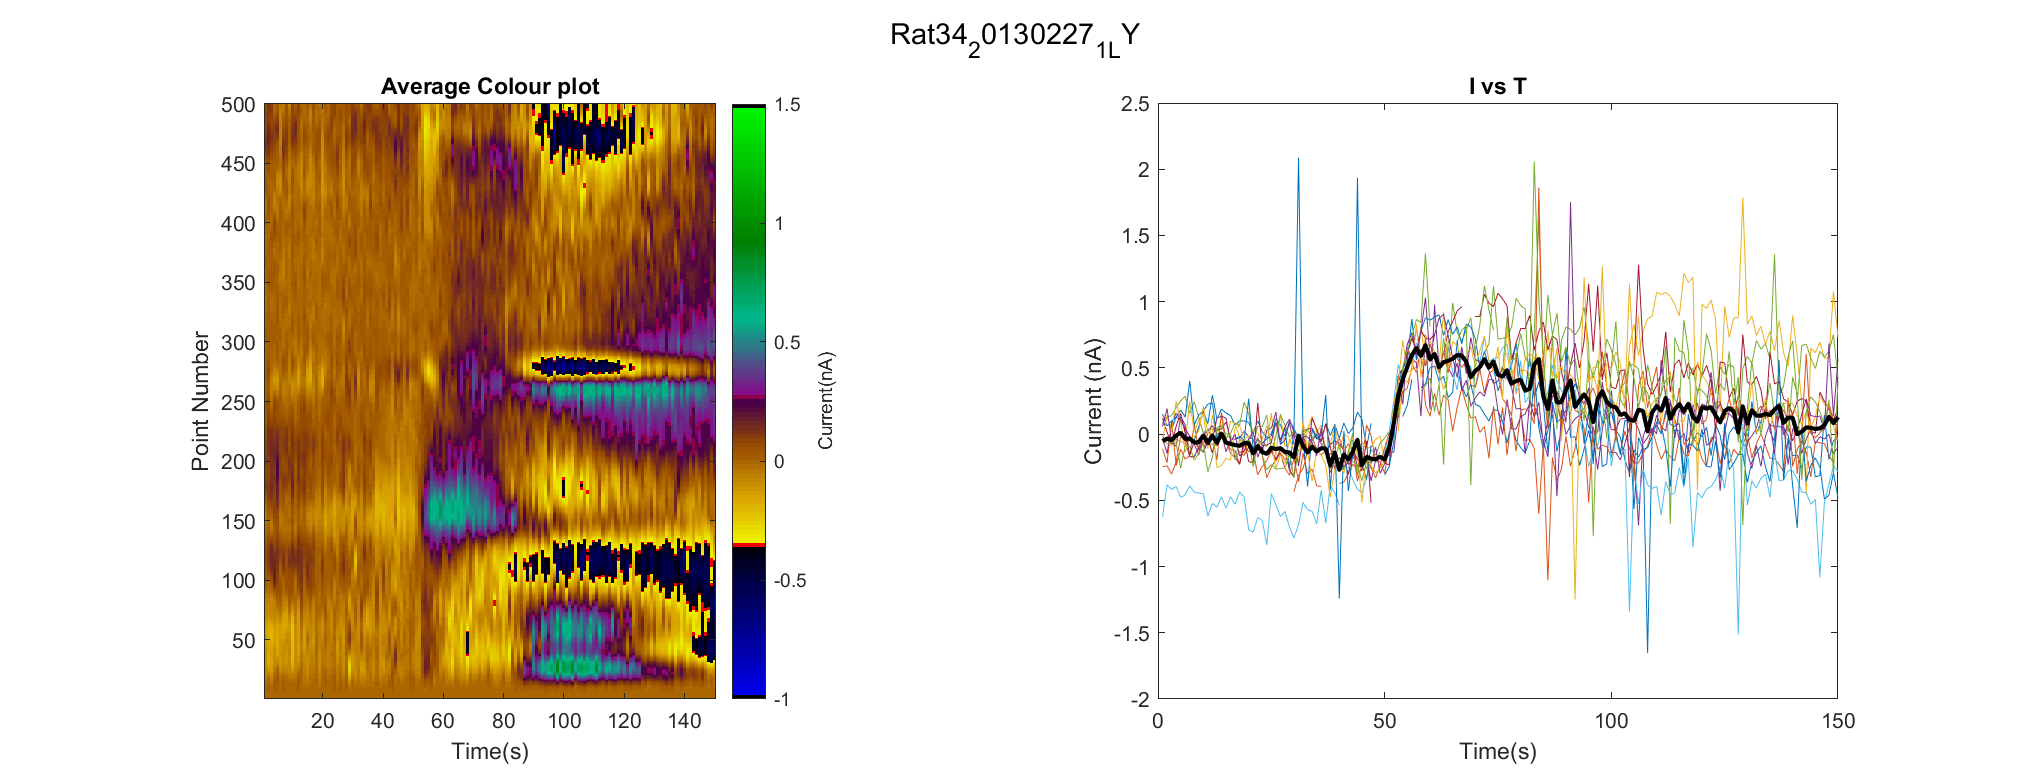 Rat34₂0130227₁LY
Average Colour plot
500
450
400
350
300
250
200
150
100
50
Point Number
20 40 60 80 100 120 140
Time(s)
1.5
1
0.5
0
-0.5
-1
Current(nA)
I vs T
2.5
2
1.5
1
0.5
0
-0.5
-1
-1.5
-2
Current (nA)
0 50 100 150
Time(s)